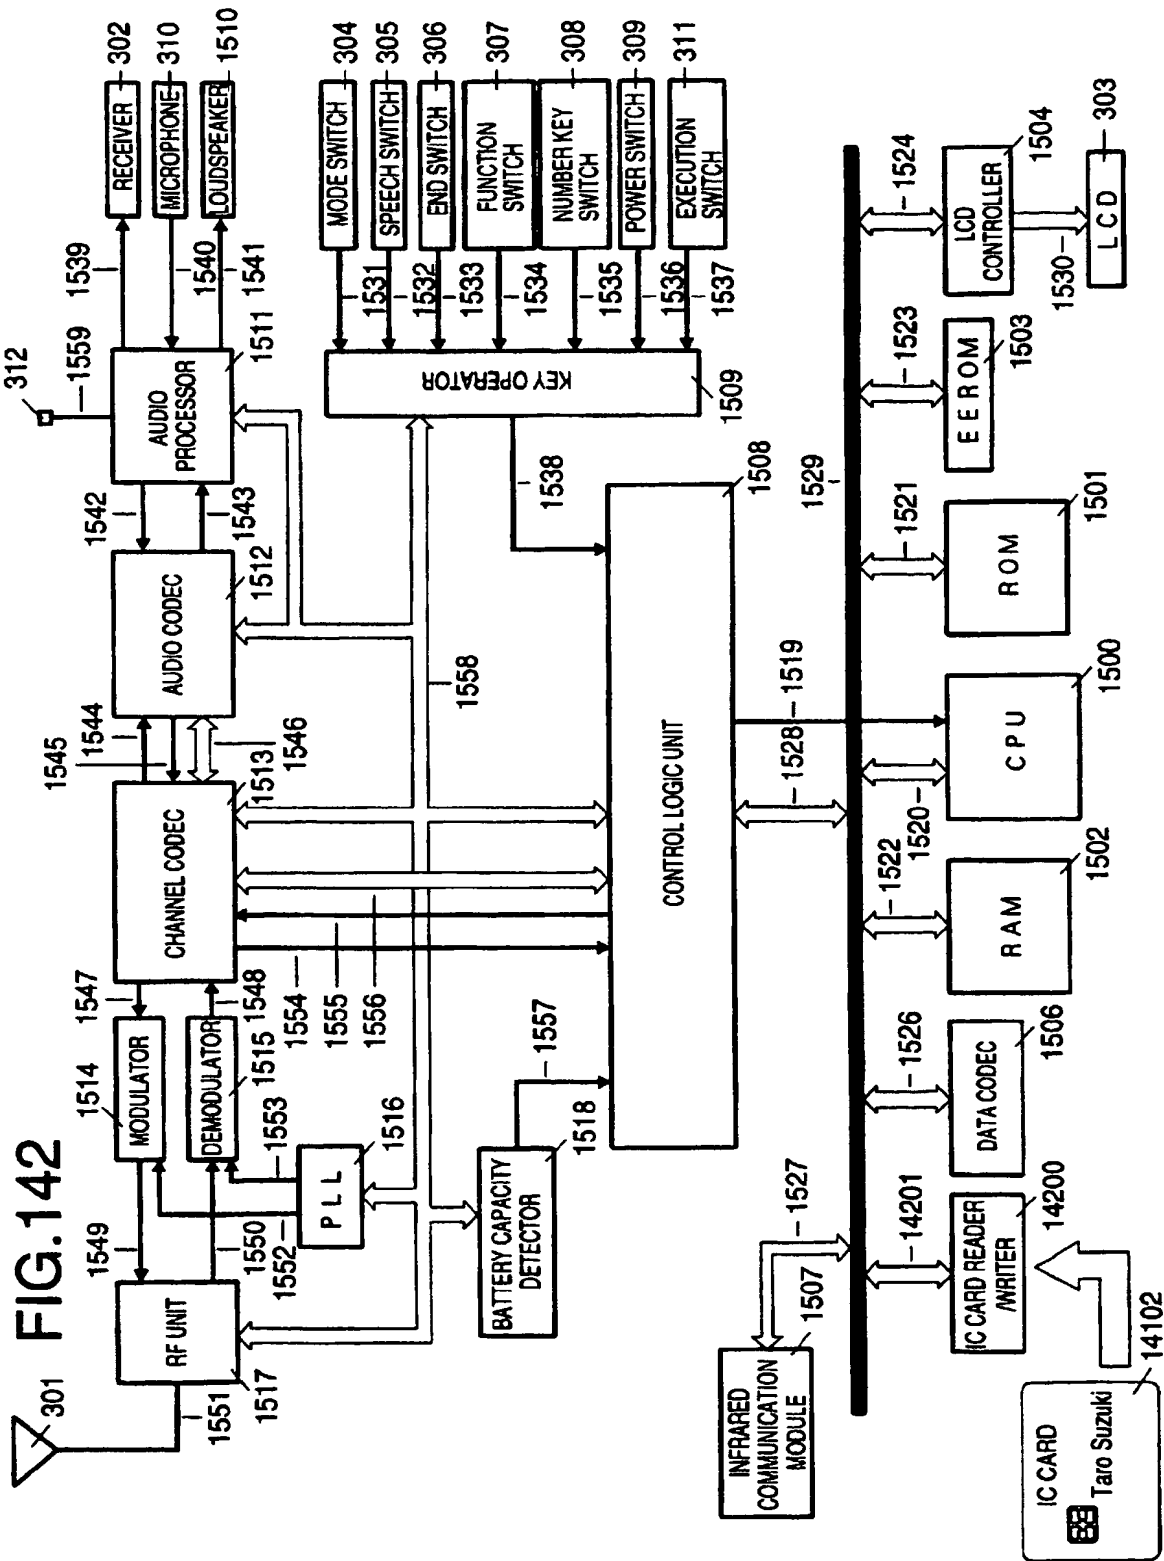 FIG.142
301
1551
RF UNIT
1517
1549
1550
1552
1553
1514
MODULATOR
DEMODULATOR
1515
PLL
1516
1547
1548
1554
1555
1556
CHANNEL CODEC
1513
1545
1544
1546
AUDIO CODEC
1512
1542
1543
312
1559
AUDIO
PROCESSOR
1511
1539
1540
1541
RECEIVER
302
MICROPHONE
310
LOUDSPEAKER
1510
MODE SWITCH
304
SPEECH SWITCH
305
END SWITCH
306
FUNCTION
SWITCH
307
NUMBER KEY
SWITCH
308
POWER SWITCH
309
EXECUTION
SWITCH
311
1531
1532
1533
1534
1535
1536
1537
KEY OPERATOR
1509
1538
1558
BATTERY CAPACITY
DETECTOR
1518
1557
CONTROL LOGIC UNIT
1508
1528
1519
1529
INFRARED
COMMUNICATION
MODULE
1507
1527
14201
1526
1522
1520
1521
1523
1524
IC CARD READER
/WRITER
14200
DATA CODEC
1506
RAM
1502
CPU
1500
ROM
1501
EEROM
1503
LCD
CONTROLLER
1504
1530
LCD
303
IC CARD
Taro Suzuki
14102